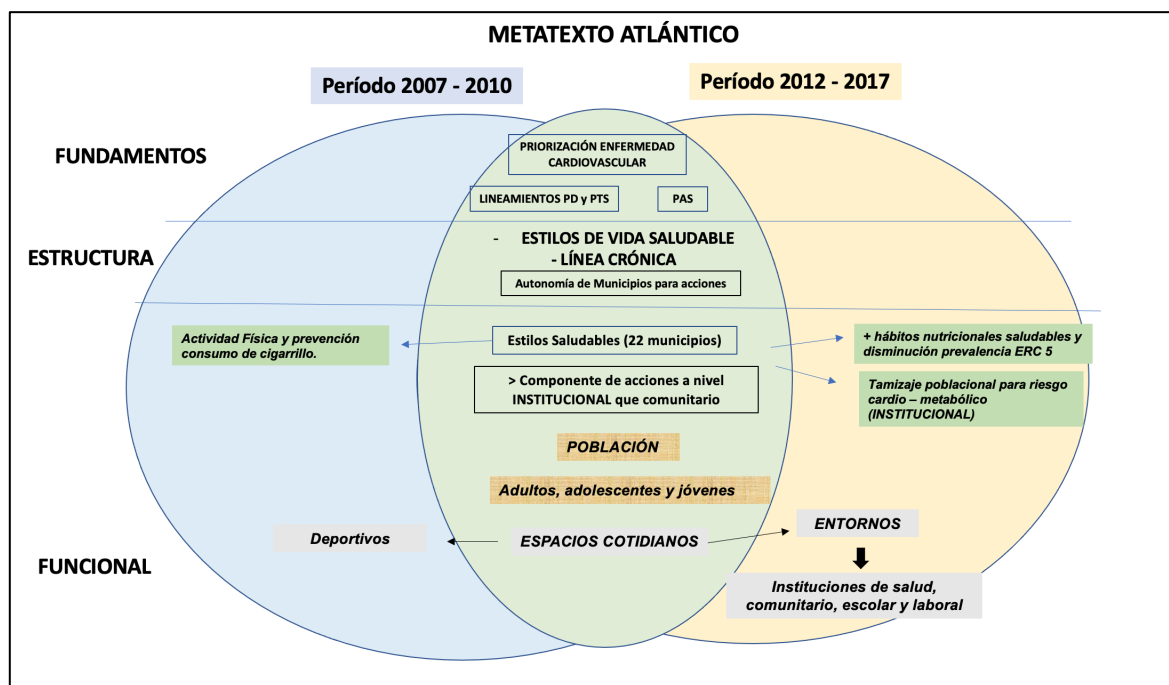 METATEXTO ATLÁNTICO
Período 2007 - 2010
Período 2012 - 2017
FUNDAMENTOS
PRIORIZACIÓN ENFERMEDAD
CARDIOVASCULAR
LINEAMIENTOS PD y PTS
PAS
ESTRUCTURA
- ESTILOS DE VIDA SALUDABLE
- LÍNEA CRÓNICA
Autonomía de Municipios para acciones
Actividad Física y prevención
consumo de cigarrillo.
Estilos Saludables (22 municipios)
+ hábitos nutricionales saludables y
disminución prevalencia ERC 5
> Componente de acciones a nivel
INSTITUCIONAL que comunitario
Tamizaje poblacional para riesgo
cardio – metabólico
(INSTITUCIONAL)
POBLACIÓN
Adultos, adolescentes y jóvenes
FUNCIONAL
Deportivos
ESPACIOS COTIDIANOS
ENTORNOS
Instituciones de salud,
comunitario, escolar y laboral